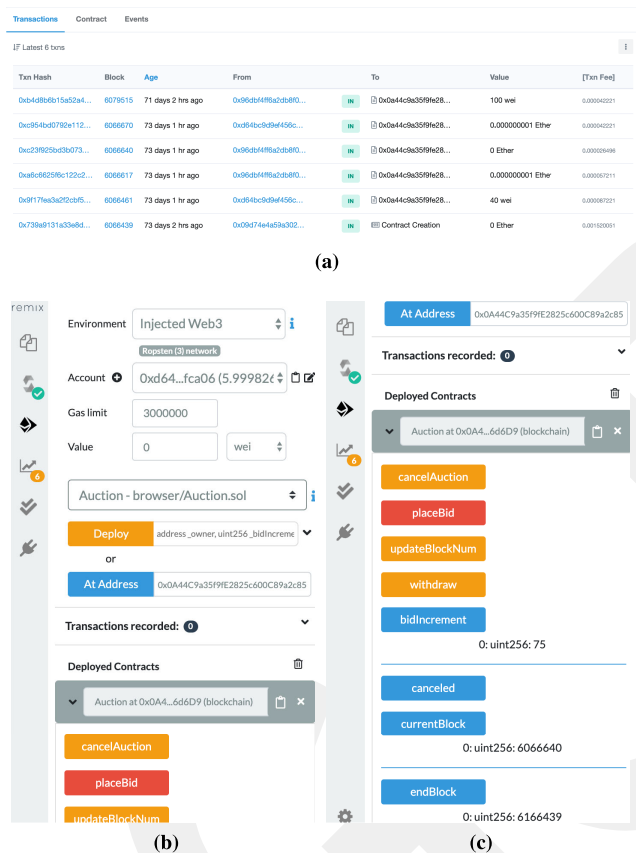 Transactions Contract Events
Latest 6 txns
Txn Hash Block Age From To Value [Txn Fee]
0xb4d8b6b15a52a4... 6079515 71 days 2 hrs ago 0x96dbf4ff6a2db8f0... IN 0x0a44c9a35f9fe28... 100 wei 0.000042221
0xc954bd0792e112... 6066670 73 days 1 hr ago 0xd64bc9d9ef456c... IN 0x0a44c9a35f9fe28... 0.000000001 Ether 0.000042221
0xc23f925bd3b073... 6066640 73 days 1 hr ago 0x96dbf4ff6a2db8f0... IN 0x0a44c9a35f9fe28... 0 Ether 0.000026496
0xa6c6625f6c122c2... 6066617 73 days 1 hr ago 0x96dbf4ff6a2db8f0... IN 0x0a44c9a35f9fe28... 0.000000001 Ether 0.000057211
0x9f17fea3a2f2cbf5... 6066461 73 days 1 hr ago 0xd64bc9d9ef456c... IN 0x0a44c9a35f9fe28... 40 wei 0.000087221
0x739a9131a33e8d... 6066439 73 days 2 hrs ago 0x09d74e4a59a302... IN Contract Creation 0 Ether 0.001520051
(a)
remix
Environment Injected Web3
Ropsten (3) network
Account 0xd64...fca06 (5.999826
Gas limit 3000000
Value 0 wei
Auction - browser/Auction.sol
Deploy address _owner, uint256 _bidIncreme
or
At Address 0x0A44C9a35f9fE2825c600C89a2c85
Transactions recorded: 0
Deployed Contracts
Auction at 0x0A4...6d6D9 (blockchain)
cancelAuction
placeBid
updateBlockNum
6
(b)
At Address 0x0A44C9a35f9fE2825c600C89a2c85
Transactions recorded: 0
Deployed Contracts
Auction at 0x0A4...6d6D9 (blockchain)
6
cancelAuction
placeBid
updateBlockNum
withdraw
bidIncrement
0: uint256: 75
canceled
currentBlock
0: uint256: 6066640
endBlock
0: uint256: 6166439
(c)